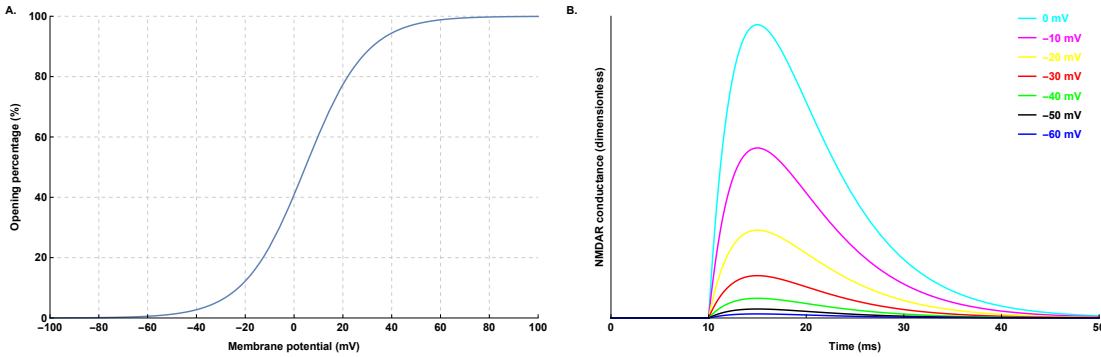 A.
Opening percentage (%)
100
80
60
40
20
0
−100
−80
−60
−40
−20
0
20
40
60
80
100
Membrane potential (mV)
B.
NMDAR conductance (dimensionless)
0 mV
−10 mV
−20 mV
−30 mV
−40 mV
−50 mV
−60 mV
0
10
20
30
40
50
Time (ms)